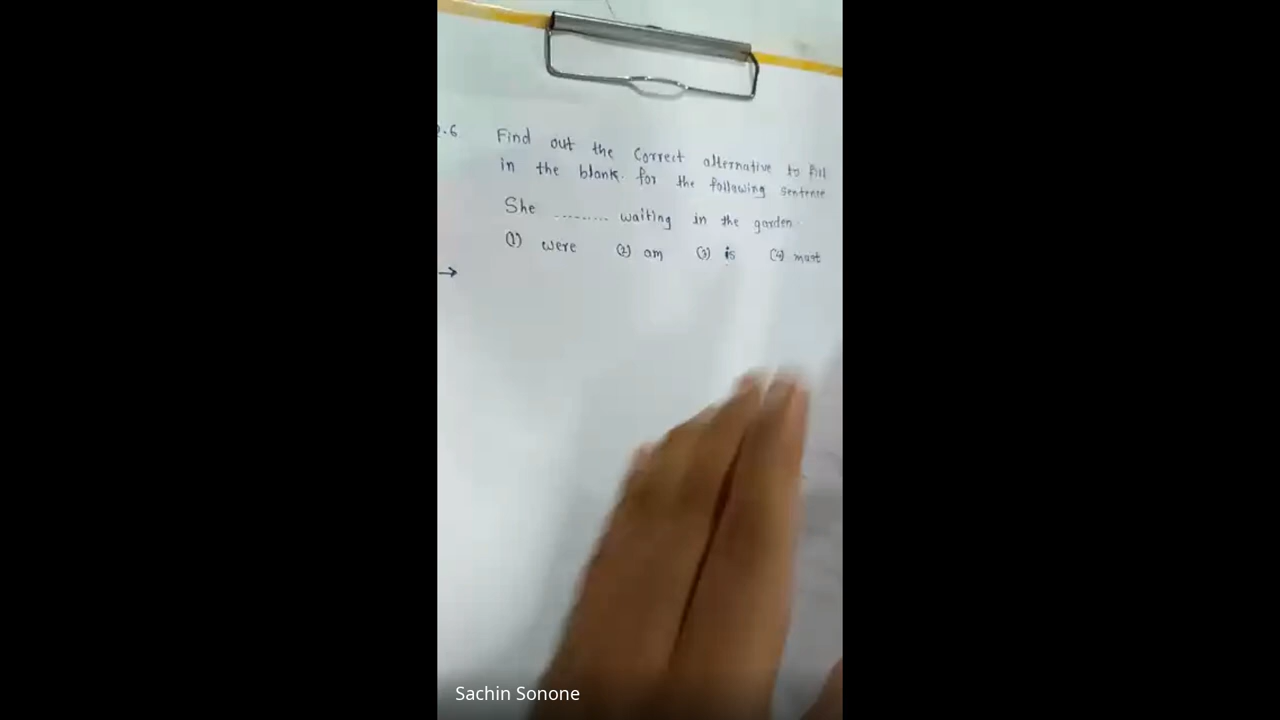 .6 Find out the Correct alternative to fill
in the blank. for the following sentence
She ......... waiting in the garden.
(1) were (2) am (3) is (4) must
→
Sachin Sonone